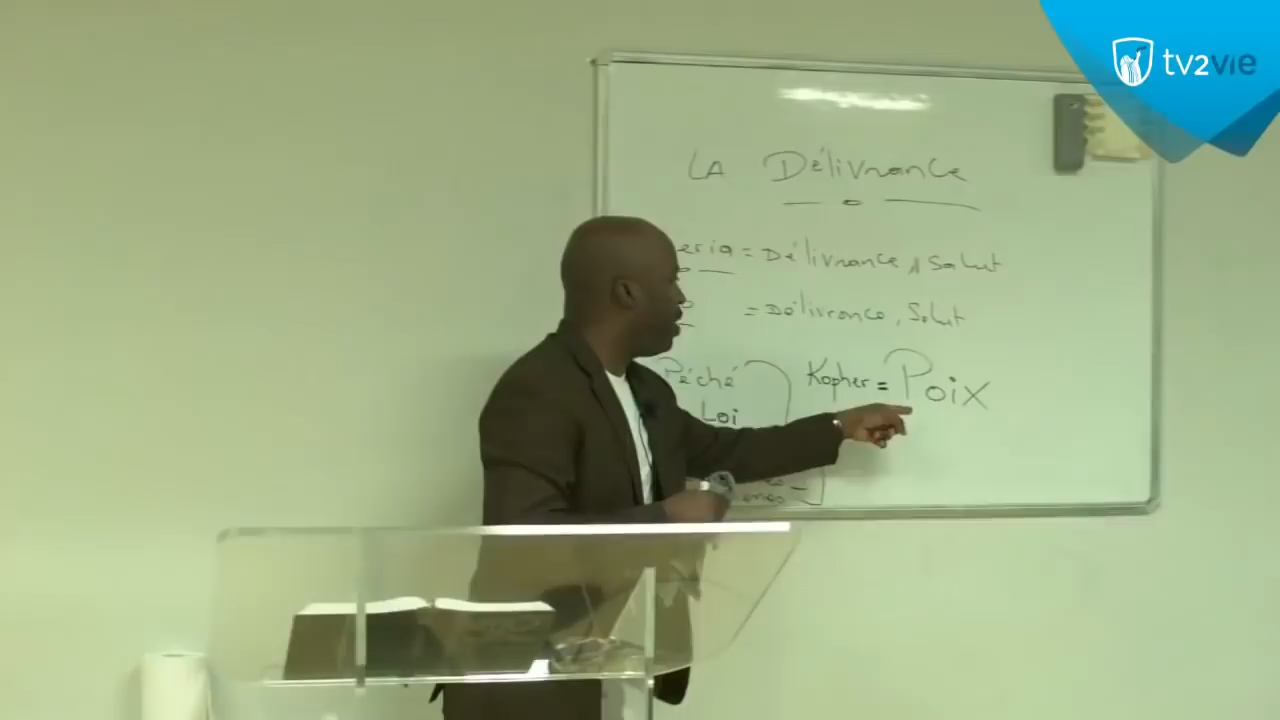 tv2vie
LA Délivrance
eria = Délivrance, Salut
= Délivrance, Salut
Péché Kopher = Poix
Loi